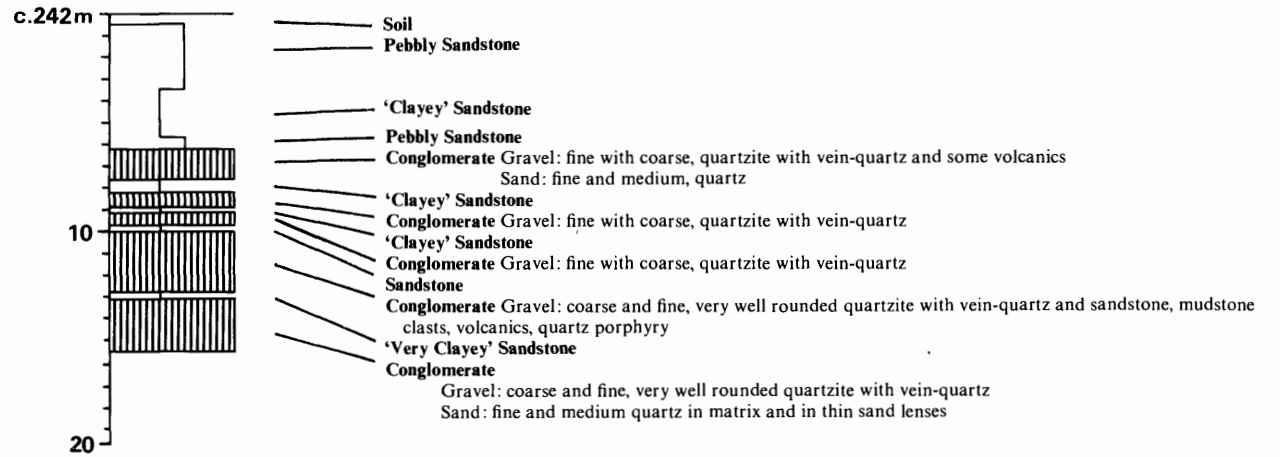 c.242m
Soil
Pebbly Sandstone
‘Clayey’ Sandstone
Pebbly Sandstone
Conglomerate Gravel: fine with coarse, quartzite with vein-quartz and some volcanics
Sand: fine and medium, quartz
‘Clayey’ Sandstone
Conglomerate Gravel: fine with coarse, quartzite with vein-quartz
10
‘Clayey’ Sandstone
Conglomerate Gravel: fine with coarse, quartzite with vein-quartz
Sandstone
Conglomerate Gravel: coarse and fine, very well rounded quartzite with vein-quartz and sandstone, mudstone
clasts, volcanics, quartz porphyry
‘Very Clayey’ Sandstone
Conglomerate
Gravel: coarse and fine, very well rounded quartzite with vein-quartz
Sand: fine and medium quartz in matrix and in thin sand lenses
20